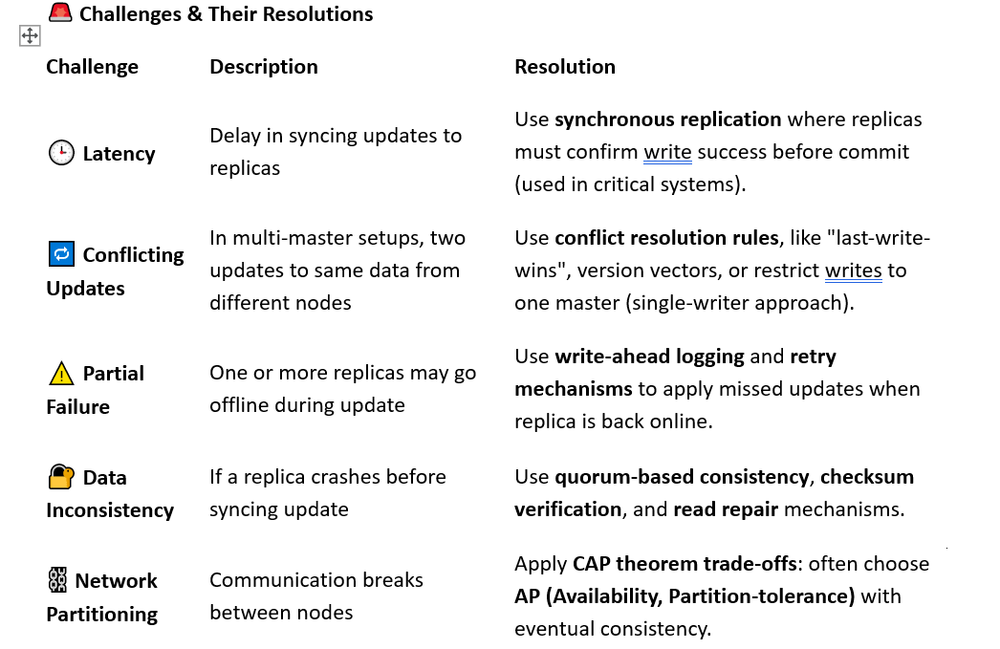 🚨 Challenges & Their Resolutions
Challenge Description Resolution
🕒 Latency
Delay in syncing updates to
replicas
Use synchronous replication where replicas
must confirm write success before commit
(used in critical systems).
🔁 Conflicting
Updates
In multi-master setups, two
updates to same data from
different nodes
Use conflict resolution rules, like "last-write-
wins", version vectors, or restrict writes to
one master (single-writer approach).
⚠️ Partial
Failure
One or more replicas may go
offline during update
Use write-ahead logging and retry
mechanisms to apply missed updates when
replica is back online.
🔐 Data
Inconsistency
If a replica crashes before
syncing update
Use quorum-based consistency, checksum
verification, and read repair mechanisms.
⛓️ Network
Partitioning
Communication breaks
between nodes
Apply CAP theorem trade-offs: often choose
AP (Availability, Partition-tolerance) with
eventual consistency.